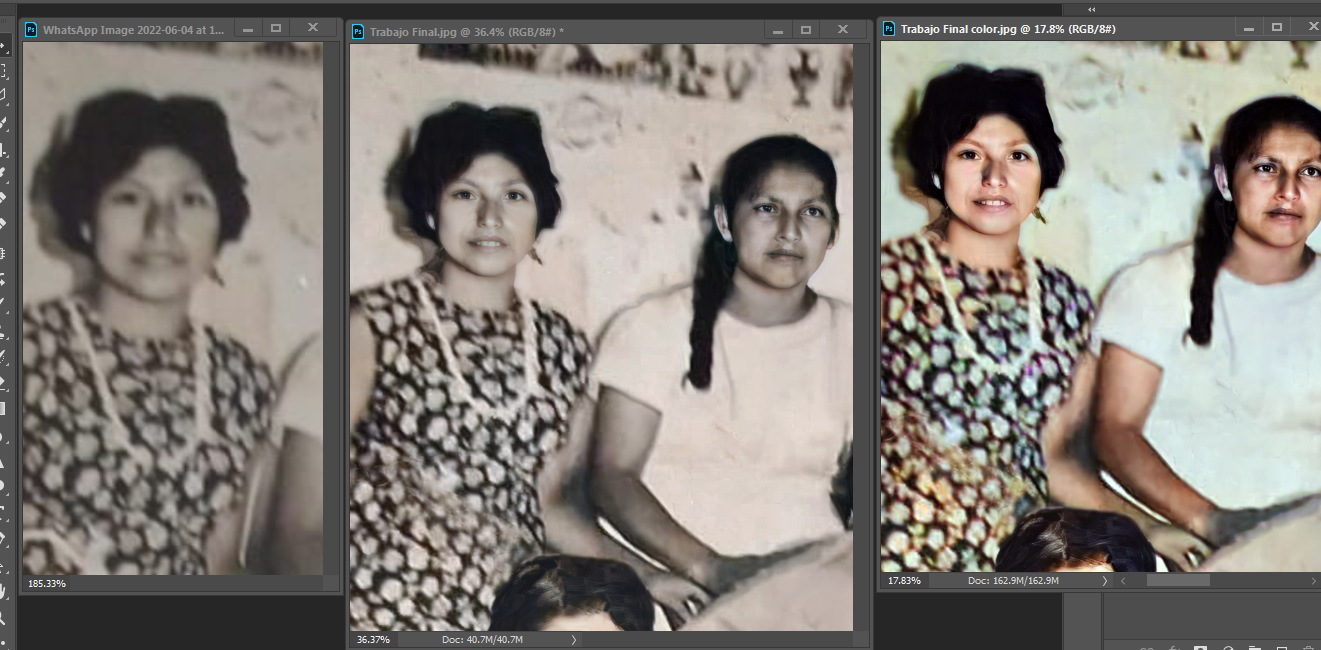 Ps WhatsApp Image 2022-06-04 at 1...
185.33%
Ps Trabajo Final.jpg @ 36.4% (RGB/8#) *
36.37% Doc: 40.7M/40.7M
Ps Trabajo Final color.jpg @ 17.8% (RGB/8#)
17.83% Doc: 162.9M/162.9M